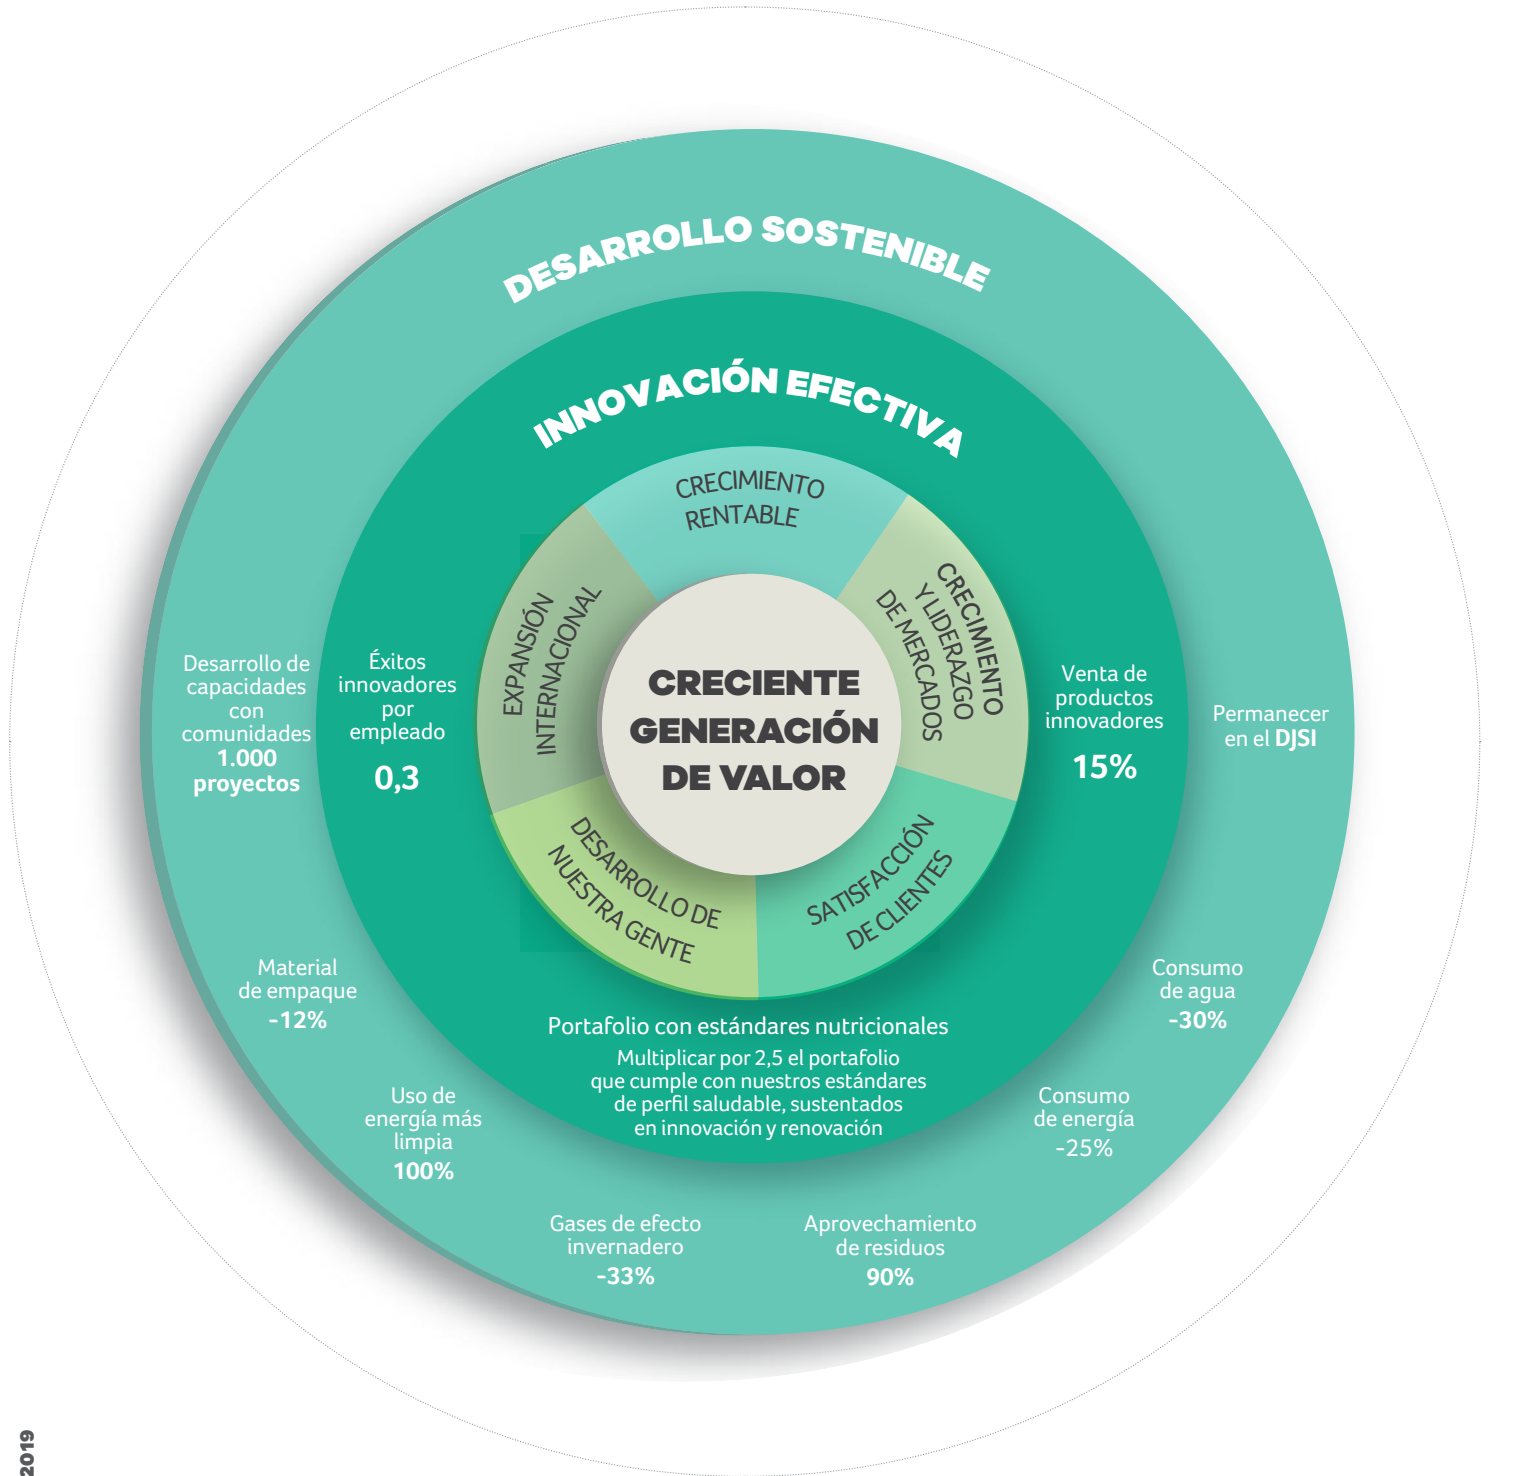 DESARROLLO SOSTENIBLE
INNOVACIÓN EFECTIVA
CRECIMIENTO
RENTABLE
CRECIMIENTO
Y LIDERAZGO
DE MERCADOS
SATISFACCIÓN
DE CLIENTES
DESARROLLO DE
NUESTRA GENTE
EXPANSIÓN
INTERNACIONAL
CRECIENTE
GENERACIÓN
DE VALOR
Desarrollo de
capacidades
con
comunidades
1.000
proyectos
Éxitos
innovadores
por
empleado
0,3
Venta de
productos
innovadores
15%
Permanecer
en el DJSI
Material
de empaque
-12%
Consumo
de agua
-30%
Portafolio con estándares nutricionales
Multiplicar por 2,5 el portafolio
que cumple con nuestros estándares
de perfil saludable, sustentados
en innovación y renovación
Uso de
energía más
limpia
100%
Consumo
de energía
-25%
Gases de efecto
invernadero
-33%
Aprovechamiento
de residuos
90%
2019